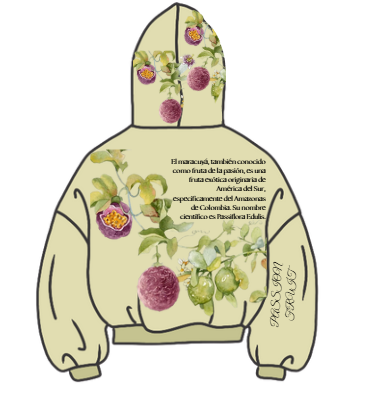 El maracuyá, también conocido
como fruta de la pasión, es una
fruta exótica originaria de
América del Sur,
específicamente del Amazonas
de Colombia. Su nombre
científico es Passiflora Edulis.
PASSION
FRUIT